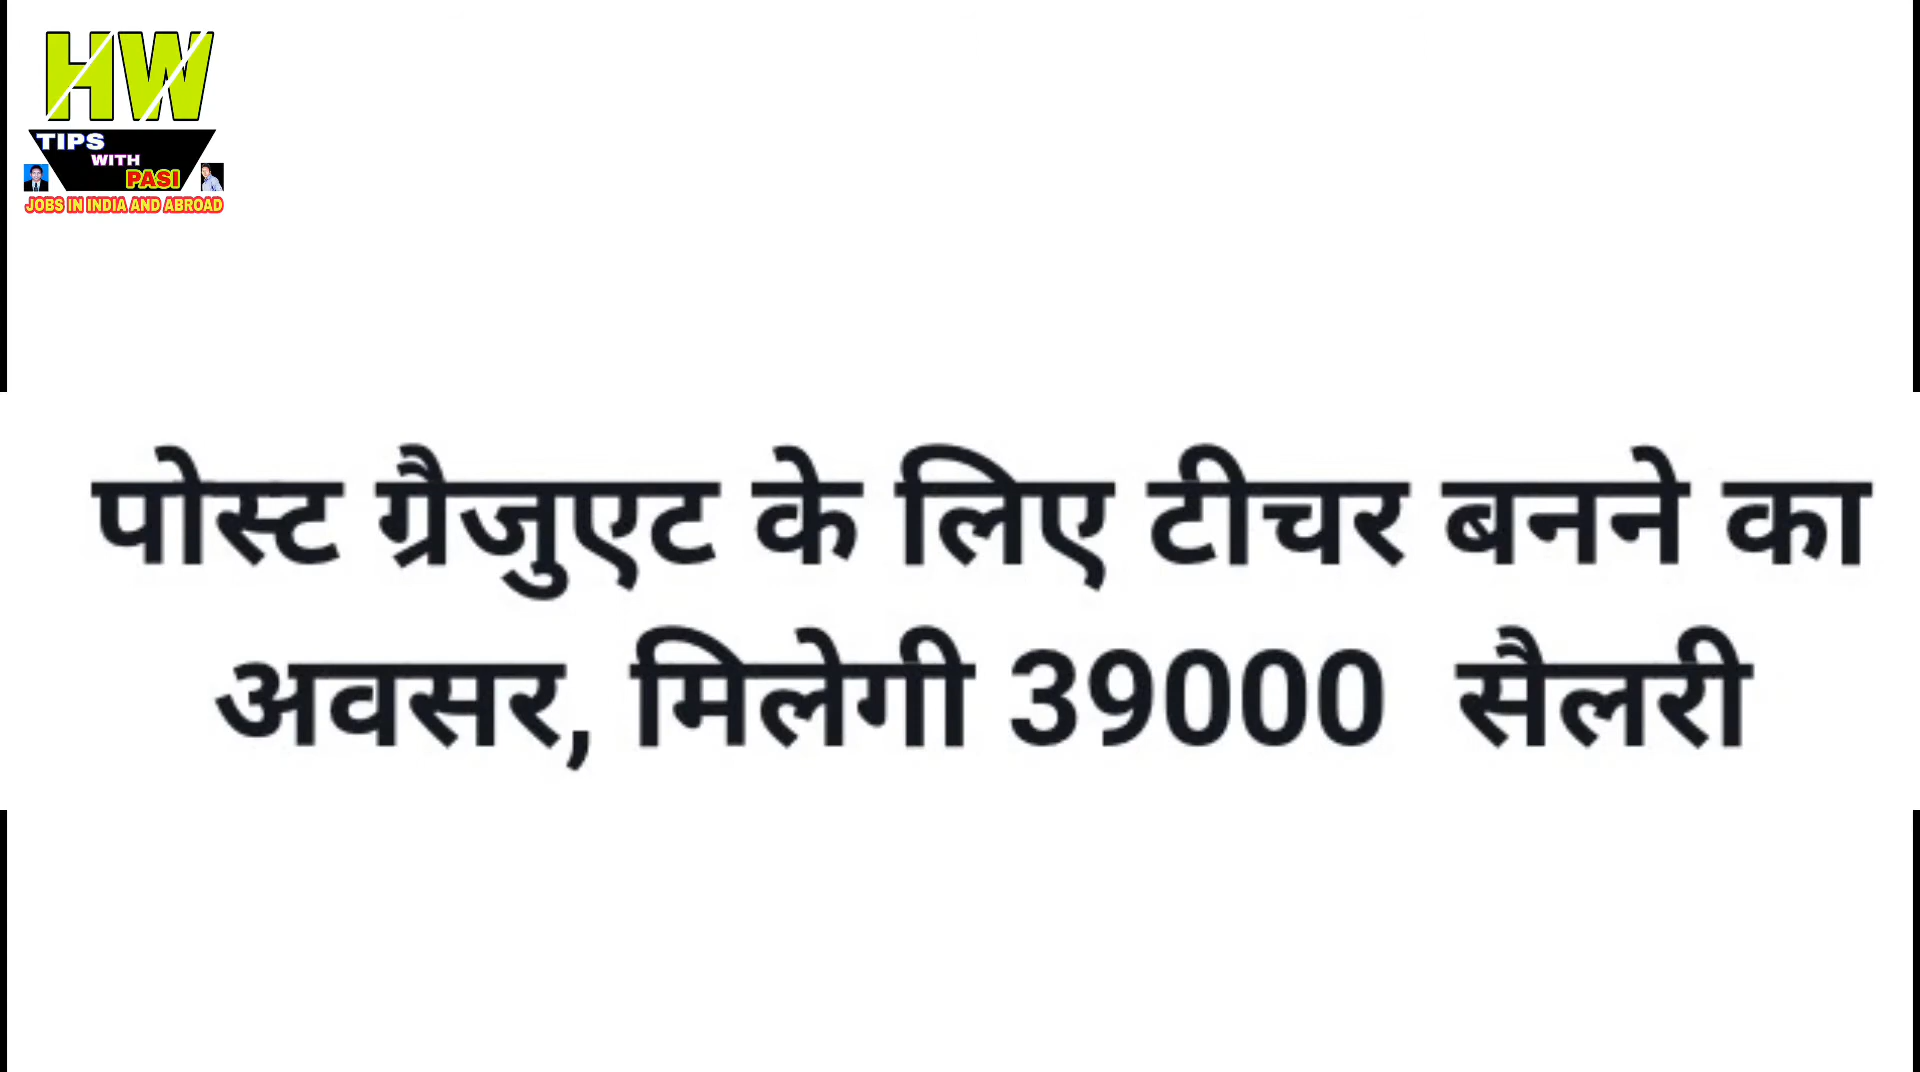 HW
TIPS
WITH
PASI
JOBS IN INDIA AND ABROAD
पोस्ट ग्रैजुएट के लिए टीचर बनने का
अवसर, मिलेगी 39000 सैलरी